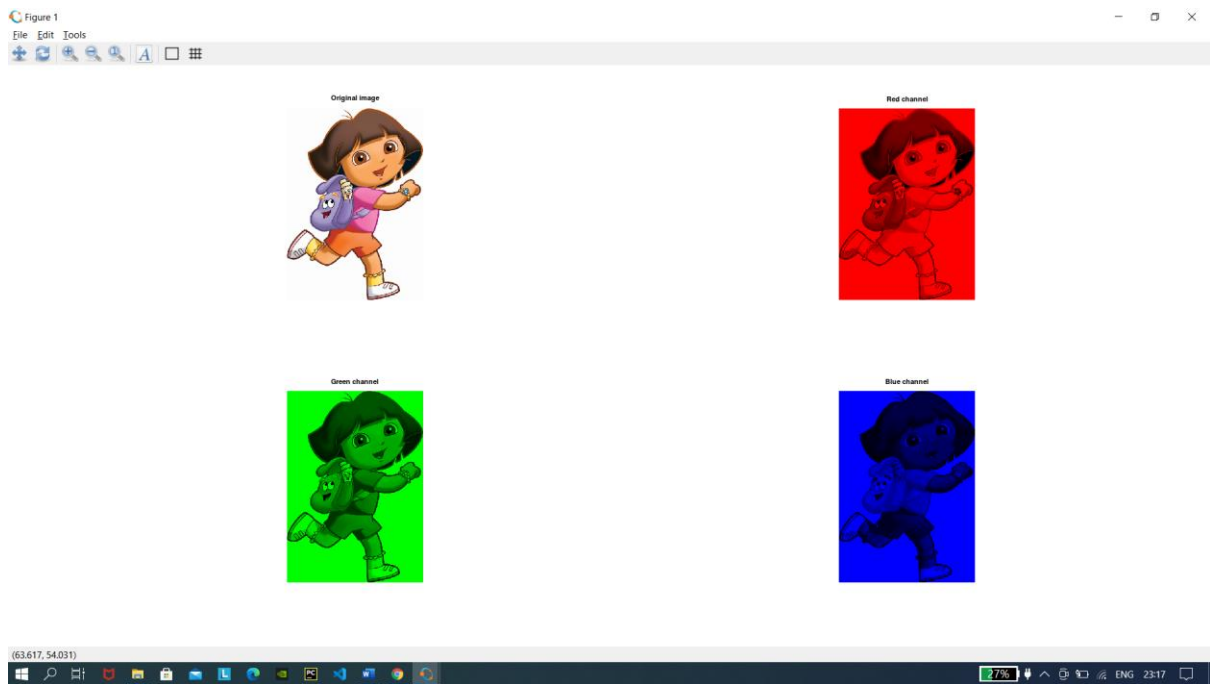 Figure 1
File Edit Tools
A
Original image
Red channel
Green channel
Blue channel
(63.617, 54.031)
27% ENG 23:17